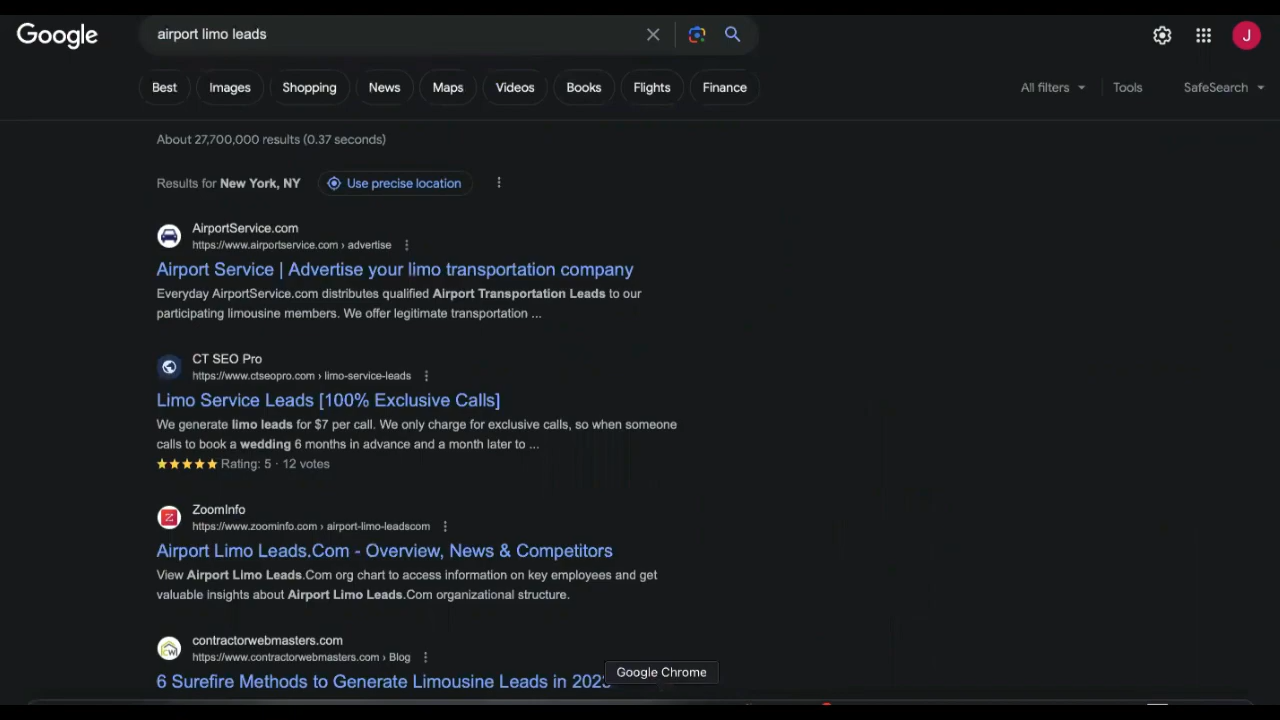 Google
airport limo leads
J
Best
Images
Shopping
News
Maps
Videos
Books
Flights
Finance
All filters
Tools
SafeSearch
About 27,700,000 results (0.37 seconds)
Results for New York, NY
Use precise location
AirportService.com
https://www.airportservice.com › advertise
Airport Service | Advertise your limo transportation company
Everyday AirportService.com distributes qualified Airport Transportation Leads to our
participating limousine members. We offer legitimate transportation ...
CT SEO Pro
https://www.ctseopro.com › limo-service-leads
Limo Service Leads [100% Exclusive Calls]
We generate limo leads for $7 per call. We only charge for exclusive calls, so when someone
calls to book a wedding 6 months in advance and a month later to ...
Rating: 5 · 12 votes
Z
ZoomInfo
https://www.zoominfo.com › airport-limo-leadscom
Airport Limo Leads.Com - Overview, News & Competitors
View Airport Limo Leads.Com org chart to access information on key employees and get
valuable insights about Airport Limo Leads.Com organizational structure.
contractorwebmasters.com
https://www.contractorwebmasters.com › Blog
6 Surefire Methods to Generate Limousine Leads in 2023
Google Chrome